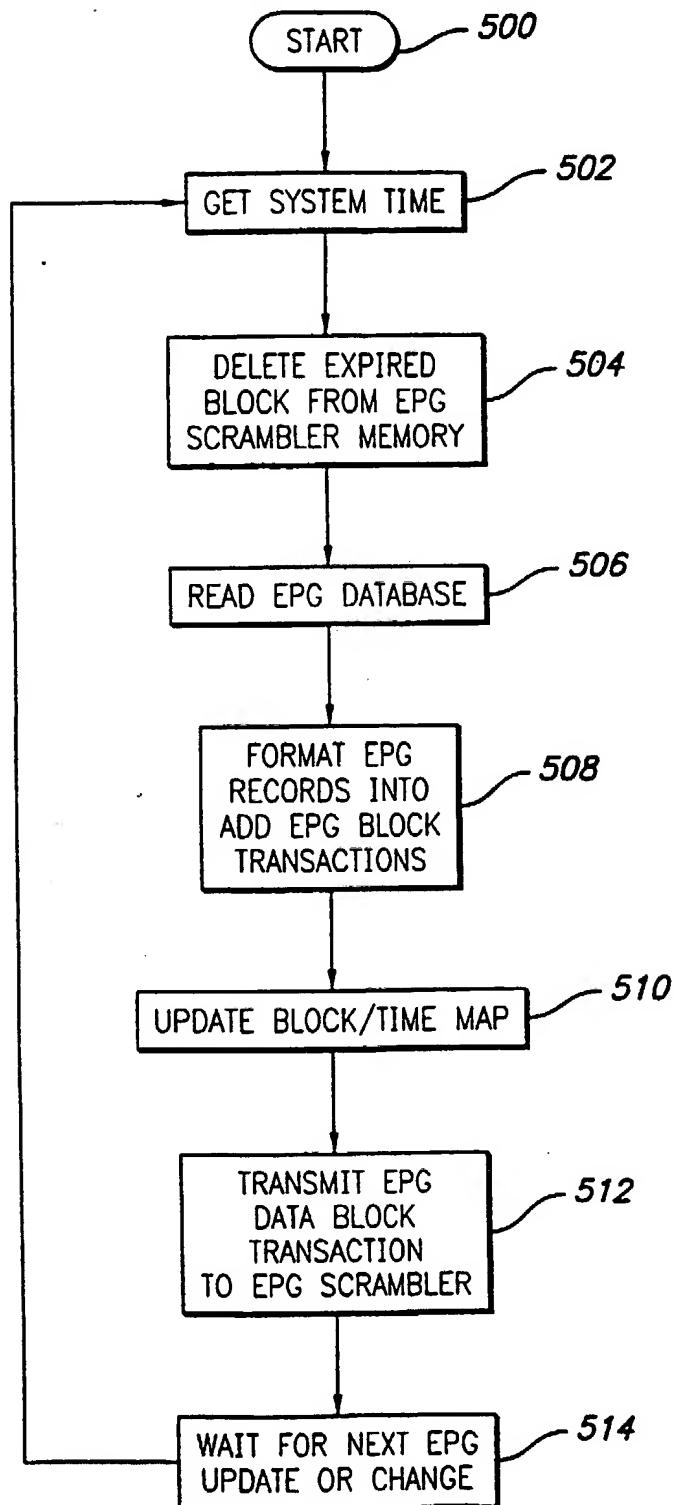 START
500
502
GET SYSTEM TIME
DELETE EXPIRED
BLOCK FROM EPG
SCRAMBLER MEMORY
504
506
READ EPG DATABASE
FORMAT EPG
RECORDS INTO
ADD EPG BLOCK
TRANSACTIONS
508
510
UPDATE BLOCK/TIME MAP
TRANSMIT EPG
DATA BLOCK
TRANSACTION
TO EPG SCRAMBLER
512
514
WAIT FOR NEXT EPG
UPDATE OR CHANGE